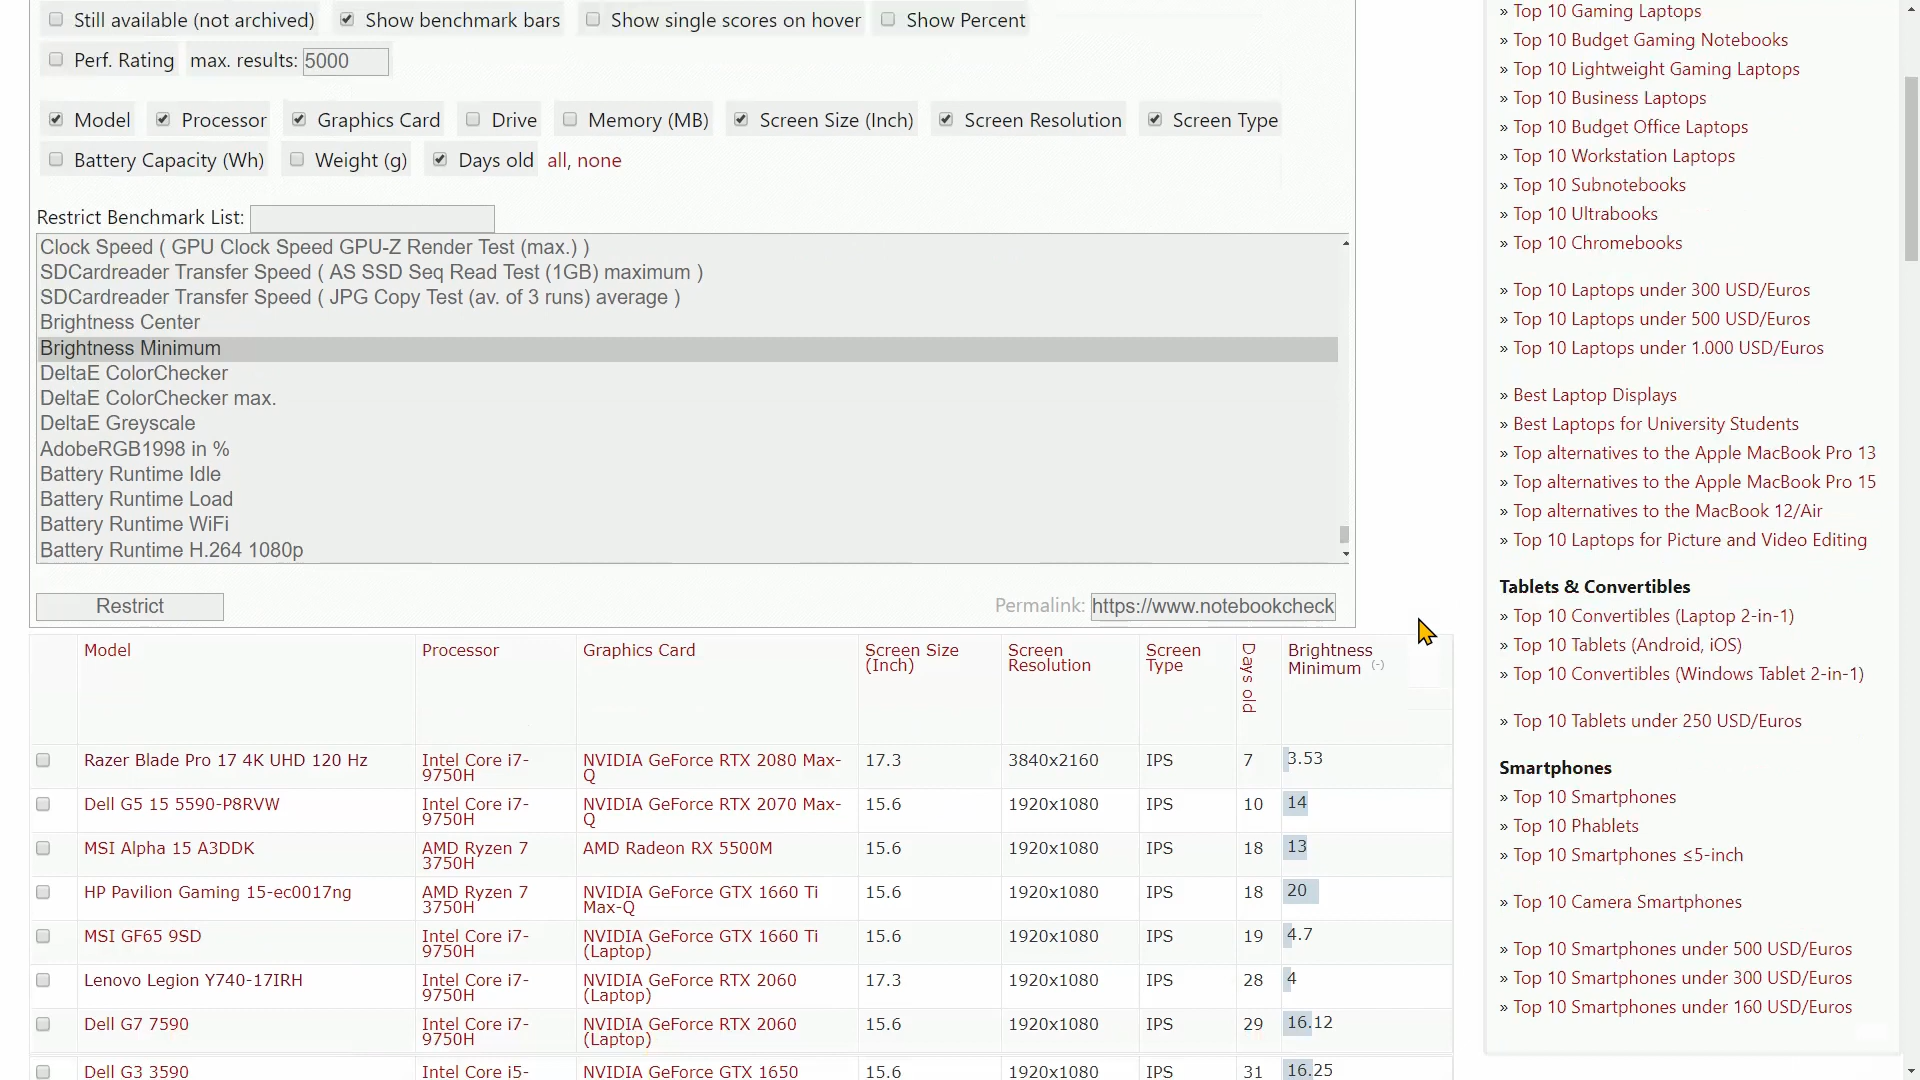 Still available (not archived) Show benchmark bars Show single scores on hover Show Percent
Perf. Rating max. results: 5000
Model Processor Graphics Card Drive Memory (MB) Screen Size (Inch) Screen Resolution Screen Type
Battery Capacity (Wh) Weight (g) Days old all, none
Restrict Benchmark List:
Clock Speed ( GPU Clock Speed GPU-Z Render Test (max.) )
SDCardreader Transfer Speed ( AS SSD Seq Read Test (1GB) maximum )
SDCardreader Transfer Speed ( JPG Copy Test (av. of 3 runs) average )
Brightness Center
Brightness Minimum
DeltaE ColorChecker
DeltaE ColorChecker max.
DeltaE Greyscale
AdobeRGB1998 in %
Battery Runtime Idle
Battery Runtime Load
Battery Runtime WiFi
Battery Runtime H.264 1080p
Restrict Permalink: https://www.notebookcheck
Model Processor Graphics Card Screen Size Screen Screen Days old Brightness
(Inch) Resolution Type Minimum (-)
Razer Blade Pro 17 4K UHD 120 Hz Intel Core i7- NVIDIA GeForce RTX 2080 Max- 17.3 3840x2160 IPS 7 3.53
9750H Q
Dell G5 15 5590-P8RVW Intel Core i7- NVIDIA GeForce RTX 2070 Max- 15.6 1920x1080 IPS 10 14
9750H Q
MSI Alpha 15 A3DDK AMD Ryzen 7 AMD Radeon RX 5500M 15.6 1920x1080 IPS 18 13
3750H
HP Pavilion Gaming 15-ec0017ng AMD Ryzen 7 NVIDIA GeForce GTX 1660 Ti 15.6 1920x1080 IPS 18 20
3750H Max-Q
MSI GF65 9SD Intel Core i7- NVIDIA GeForce GTX 1660 Ti 15.6 1920x1080 IPS 19 4.7
9750H (Laptop)
Lenovo Legion Y740-17IRH Intel Core i7- NVIDIA GeForce RTX 2060 17.3 1920x1080 IPS 28 4
9750H (Laptop)
Dell G7 7590 Intel Core i7- NVIDIA GeForce RTX 2060 15.6 1920x1080 IPS 29 16.12
9750H (Laptop)
Dell G3 3590 Intel Core i5- NVIDIA GeForce GTX 1650 15.6 1920x1080 IPS 31 16.25
» Top 10 Gaming Laptops
» Top 10 Budget Gaming Notebooks
» Top 10 Lightweight Gaming Laptops
» Top 10 Business Laptops
» Top 10 Budget Office Laptops
» Top 10 Workstation Laptops
» Top 10 Subnotebooks
» Top 10 Ultrabooks
» Top 10 Chromebooks
» Top 10 Laptops under 300 USD/Euros
» Top 10 Laptops under 500 USD/Euros
» Top 10 Laptops under 1.000 USD/Euros
» Best Laptop Displays
» Best Laptops for University Students
» Top alternatives to the Apple MacBook Pro 13
» Top alternatives to the Apple MacBook Pro 15
» Top alternatives to the MacBook 12/Air
» Top 10 Laptops for Picture and Video Editing
Tablets & Convertibles
» Top 10 Convertibles (Laptop 2-in-1)
» Top 10 Tablets (Android, iOS)
» Top 10 Convertibles (Windows Tablet 2-in-1)
» Top 10 Tablets under 250 USD/Euros
Smartphones
» Top 10 Smartphones
» Top 10 Phablets
» Top 10 Smartphones ≤5-inch
» Top 10 Camera Smartphones
» Top 10 Smartphones under 500 USD/Euros
» Top 10 Smartphones under 300 USD/Euros
» Top 10 Smartphones under 160 USD/Euros